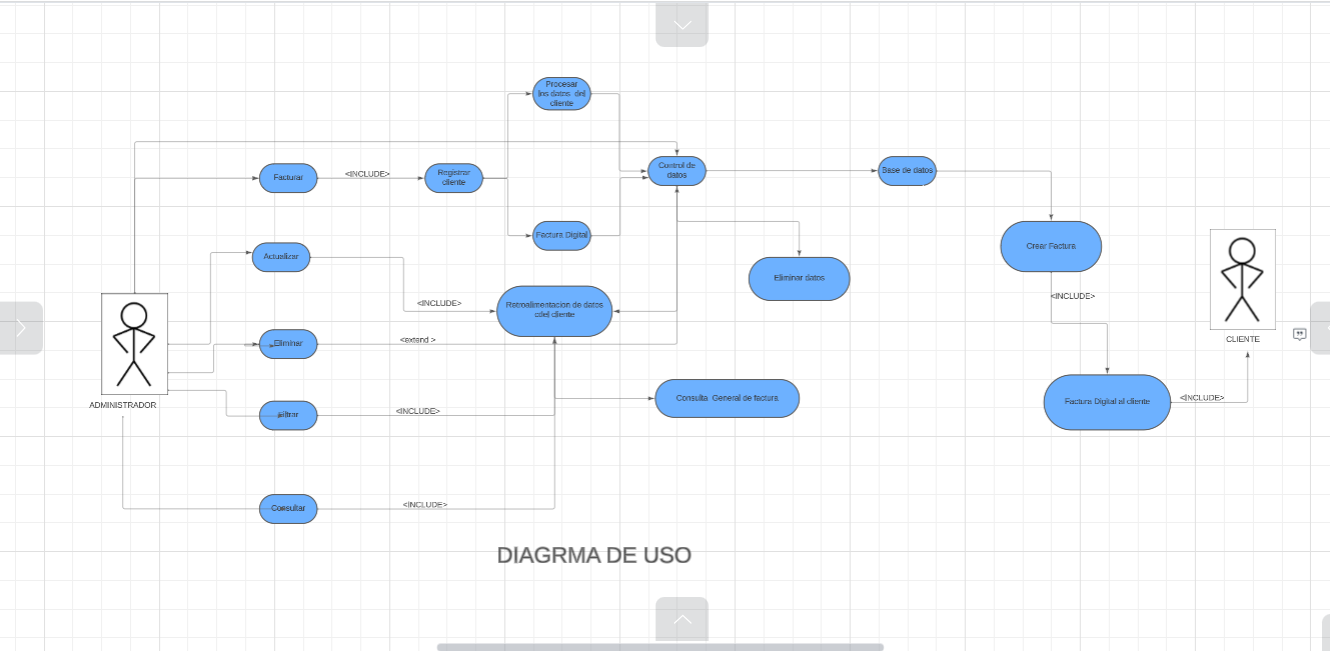 Procesar
los datos del
cliente
Control de
datos
Base de datos
Facturar
<INCLUDE>
Registrar
cliente
Factura Digital
Crear Factura
Actualizar
Eliminar datos
<INCLUDE>
<INCLUDE>
Retroalimentacion de datos
cdel cliente
Eliminar
<extend >
CLIENTE
Consulta General de factura
<INCLUDE>
Factura Digital al cliente
ADMINISTRADOR
filtrar
<INCLUDE>
Consultar
<INCLUDE>
DIAGRMA DE USO